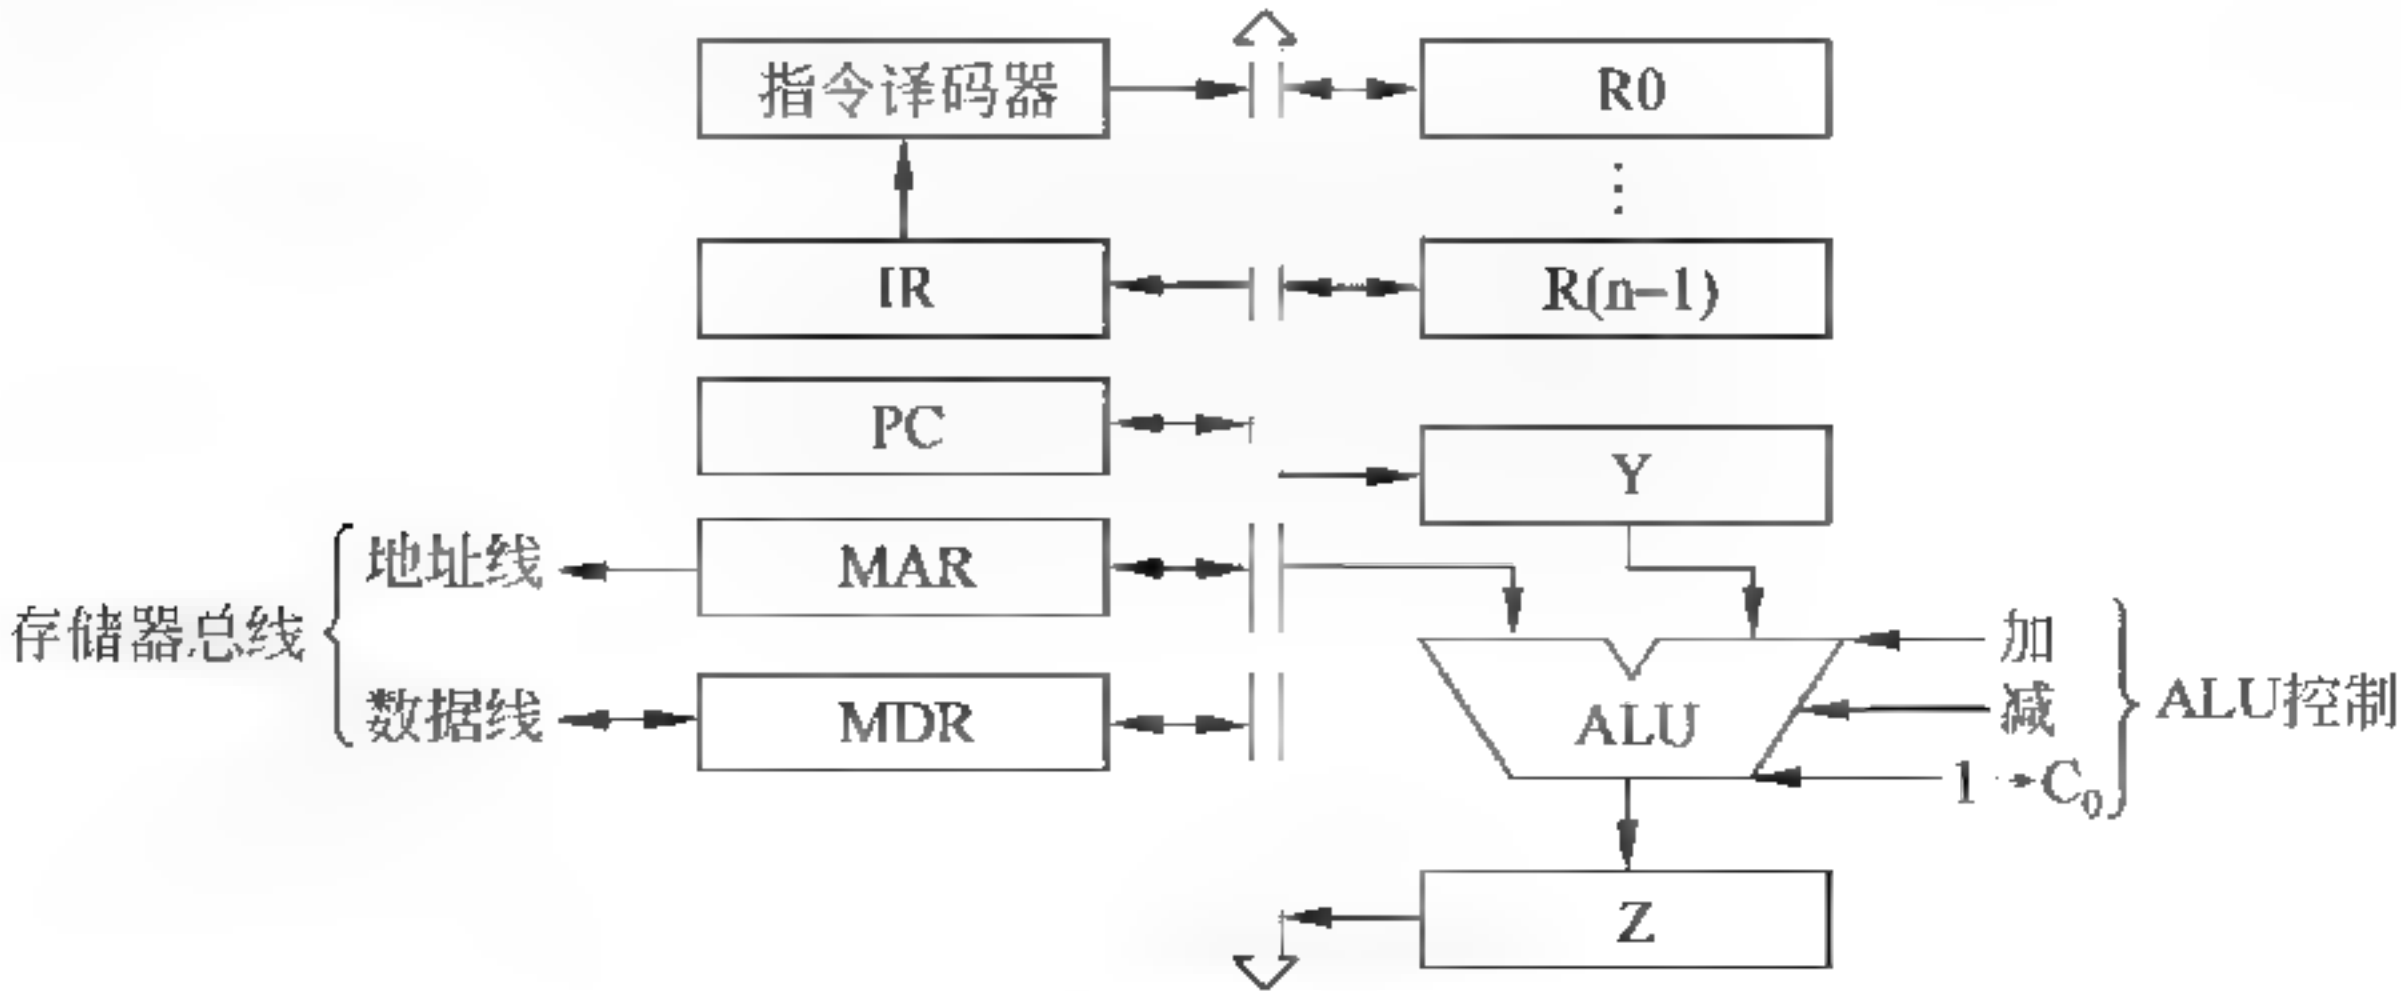 指令译码器
R0
⋮
IR
R(n-1)
PC
Y
地址线
MAR
存储器总线
加
数据线
MDR
ALU
减
ALU控制
1→C₀
Z